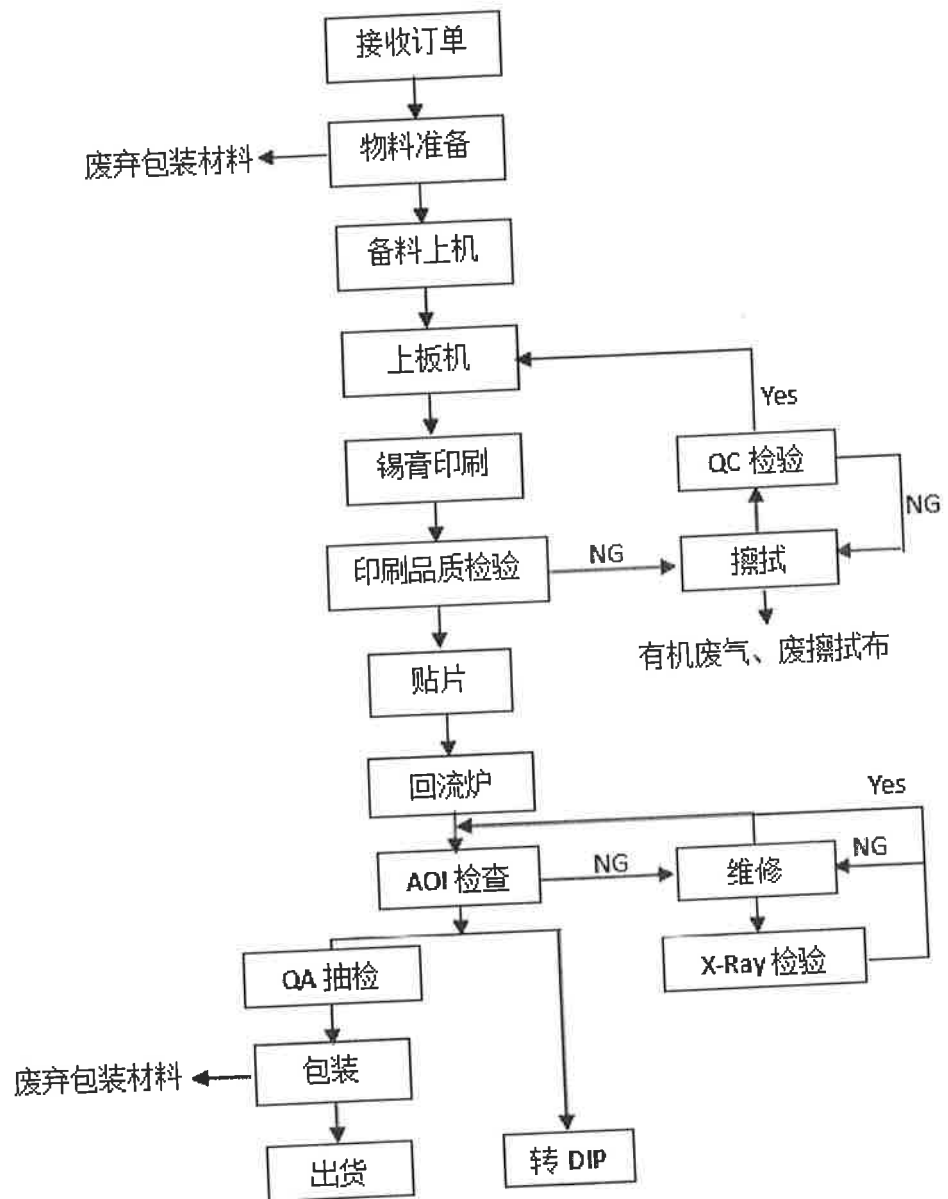 接收订单
物料准备
废弃包装材料
备料上机
上板机
Yes
QC 检验
锡膏印刷
NG
印刷品质检验
NG
擦拭
有机废气、废擦拭布
贴片
回流炉
Yes
AOI 检查
NG
维修
NG
X-Ray 检验
QA 抽检
包装
废弃包装材料
出货
转 DIP